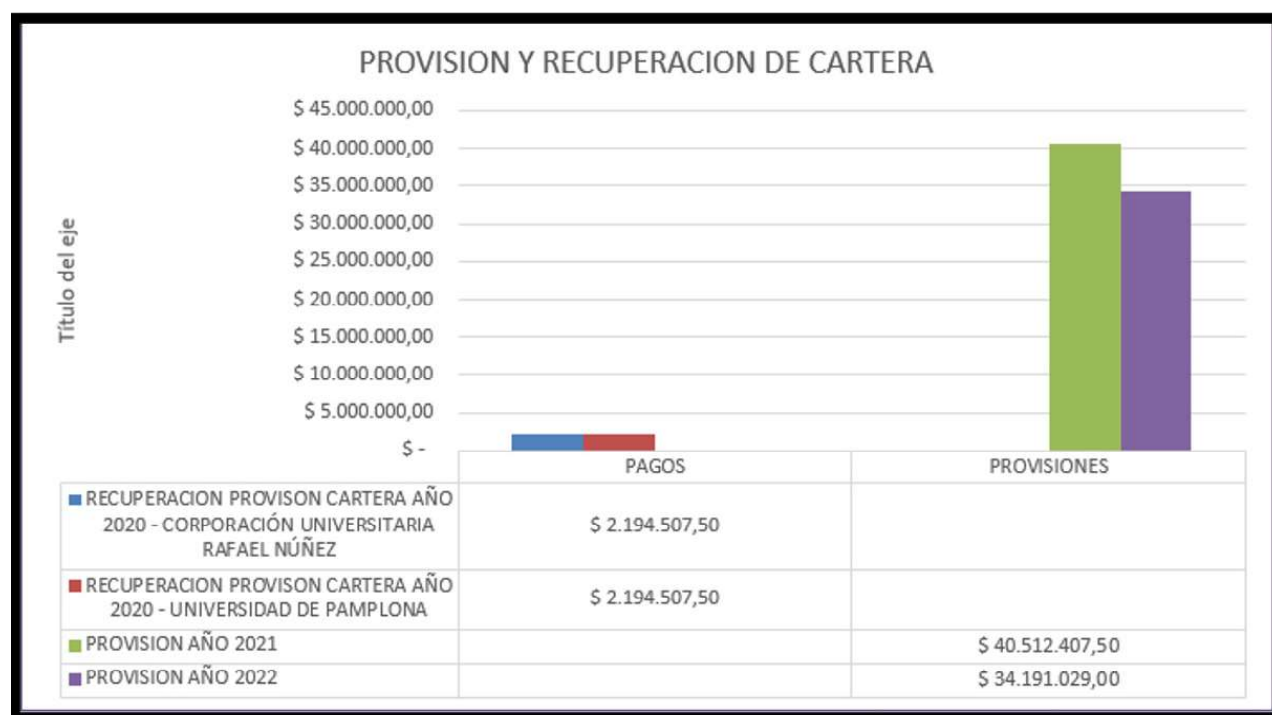 PROVISION Y RECUPERACION DE CARTERA
$ 45.000.000,00
$ 40.000.000,00
$ 35.000.000,00
$ 30.000.000,00
$ 25.000.000,00
$ 20.000.000,00
$ 15.000.000,00
$ 10.000.000,00
$ 5.000.000,00
$ -
Título del eje
PAGOS PROVISIONES
RECUPERACION PROVISON CARTERA AÑO
2020 - CORPORACIÓN UNIVERSITARIA
RAFAEL NÚÑEZ
$ 2.194.507,50
RECUPERACION PROVISON CARTERA AÑO
2020 - UNIVERSIDAD DE PAMPLONA
$ 2.194.507,50
PROVISION AÑO 2021 $ 40.512.407,50
PROVISION AÑO 2022 $ 34.191.029,00